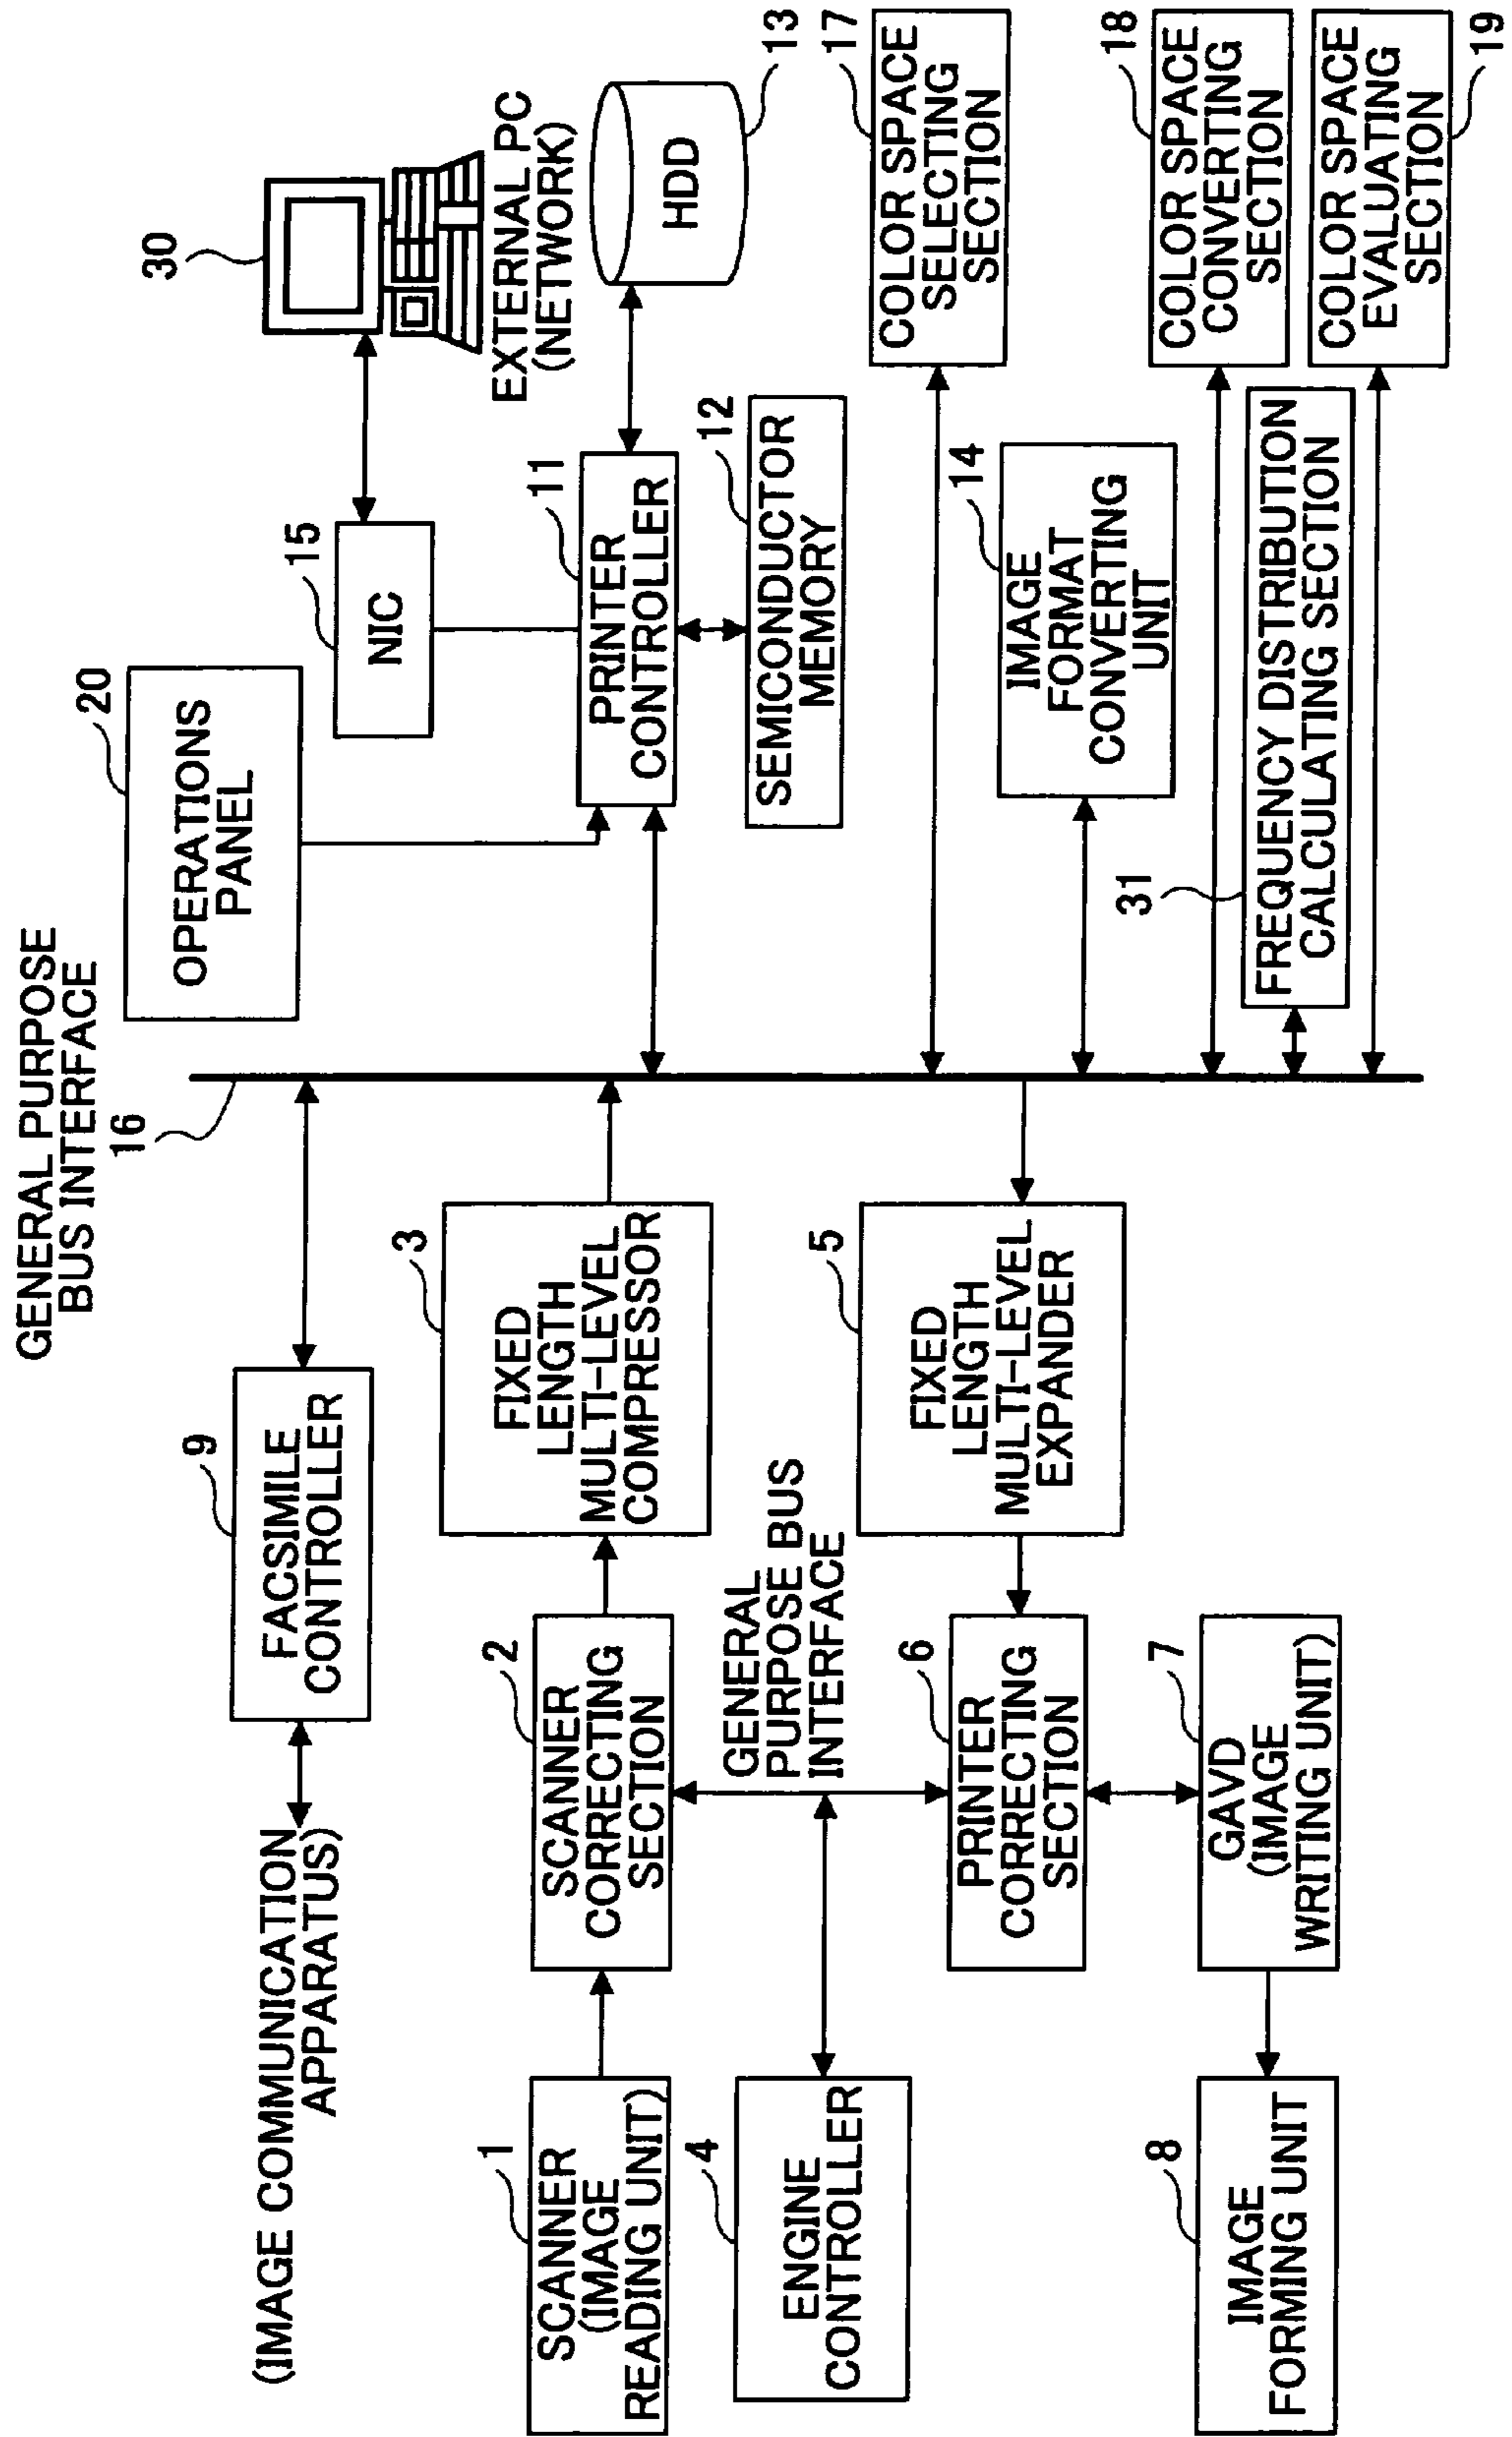 GENERAL PURPOSE
BUS INTERFACE
16
(IMAGE COMMUNICATION
APPARATUS)
9
FACSIMILE
CONTROLLER
1
SCANNER
(IMAGE
READING UNIT)
2
SCANNER
CORRECTING
SECTION
3
FIXED
LENGTH
MULTI-LEVEL
COMPRESSOR
4
ENGINE
CONTROLLER
GENERAL
PURPOSE BUS
INTERFACE
5
FIXED
LENGTH
MULTI-LEVEL
EXPANDER
6
PRINTER
CORRECTING
SECTION
7
GAVD
(IMAGE
WRITING UNIT)
8
IMAGE
FORMING UNIT
20
OPERATIONS
PANEL
15
NIC
30
EXTERNAL PC
(NETWORK)
11
PRINTER
CONTROLLER
13
HDD
12
SEMICONDUCTOR
MEMORY
17
COLOR SPACE
SELECTING
SECTION
14
IMAGE
FORMAT
CONVERTING
UNIT
18
COLOR SPACE
CONVERTING
SECTION
31
FREQUENCY DISTRIBUTION
CALCULATING SECTION
COLOR SPACE
EVALUATING
SECTION
19